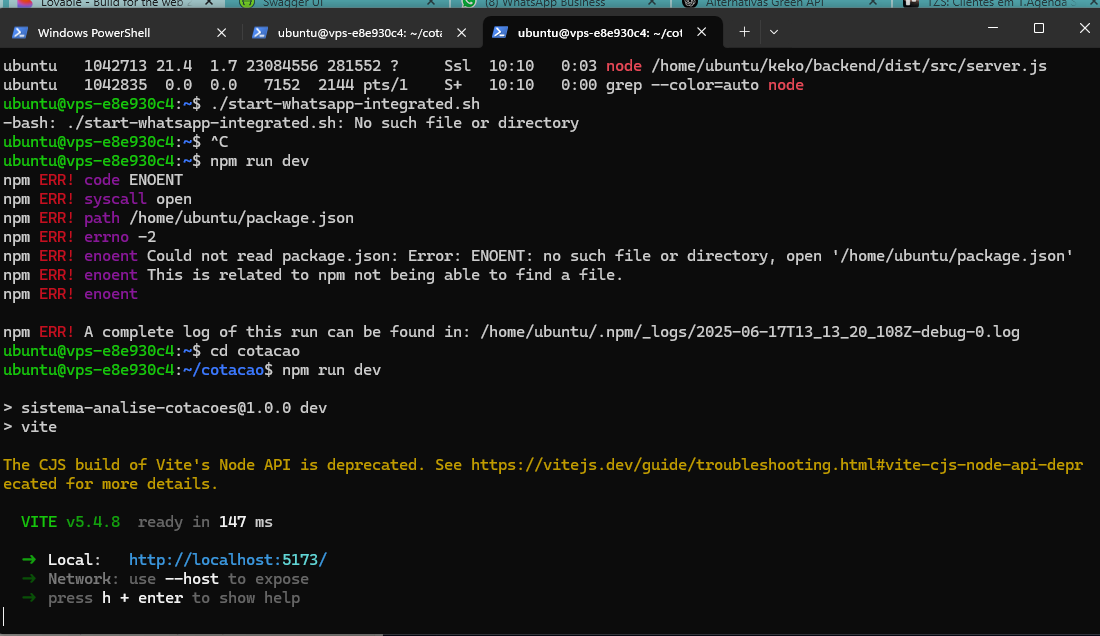 Lovable - Build for the web
Swagger UI
(8) WhatsApp Business
Alternativas Green API
TZS: Clientes em T.Agenda
Windows PowerShell
ubuntu@vps-e8e930c4: ~/cota
ubuntu@vps-e8e930c4: ~/cot
ubuntu   1042713 21.4  1.7 23084556 281552 ?     Ssl  10:10   0:03 node /home/ubuntu/keko/backend/dist/src/server.js
ubuntu   1042835  0.0  0.0   7152  2144 pts/1    S+   10:10   0:00 grep --color=auto node
ubuntu@vps-e8e930c4:~$ ./start-whatsapp-integrated.sh
-bash: ./start-whatsapp-integrated.sh: No such file or directory
ubuntu@vps-e8e930c4:~$ ^C
ubuntu@vps-e8e930c4:~$ npm run dev
npm ERR! code ENOENT
npm ERR! syscall open
npm ERR! path /home/ubuntu/package.json
npm ERR! errno -2
npm ERR! enoent Could not read package.json: Error: ENOENT: no such file or directory, open '/home/ubuntu/package.json'
npm ERR! enoent This is related to npm not being able to find a file.
npm ERR! enoent
npm ERR! A complete log of this run can be found in: /home/ubuntu/.npm/_logs/2025-06-17T13_13_20_108Z-debug-0.log
ubuntu@vps-e8e930c4:~$ cd cotacao
ubuntu@vps-e8e930c4:~/cotacao$ npm run dev
> sistema-analise-cotacoes@1.0.0 dev
> vite
The CJS build of Vite's Node API is deprecated. See https://vitejs.dev/guide/troubleshooting.html#vite-cjs-node-api-depr
ecated for more details.
VITE v5.4.8  ready in 147 ms
➜ Local:   http://localhost:5173/
➜ Network: use --host to expose
➜ press h + enter to show help